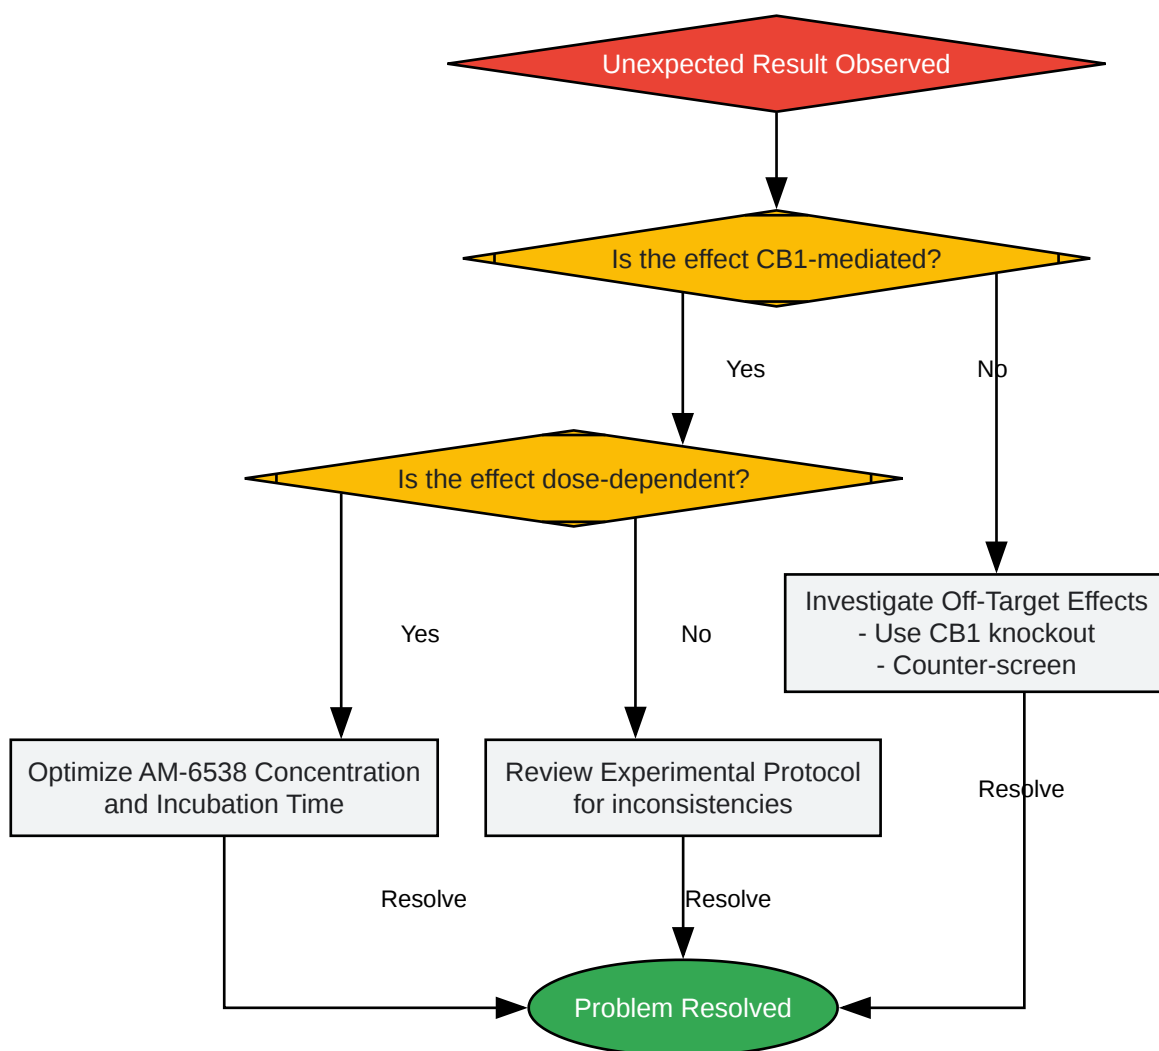 Unexpected Result Observed
Is the effect CB1-mediated?
Yes
No
Is the effect dose-dependent?
Yes
No
Investigate Off-Target Effects
- Use CB1 knockout
- Counter-screen
Optimize AM-6538 Concentration
and Incubation Time
Review Experimental Protocol
for inconsistencies
Resolve
Resolve
Resolve
Problem Resolved